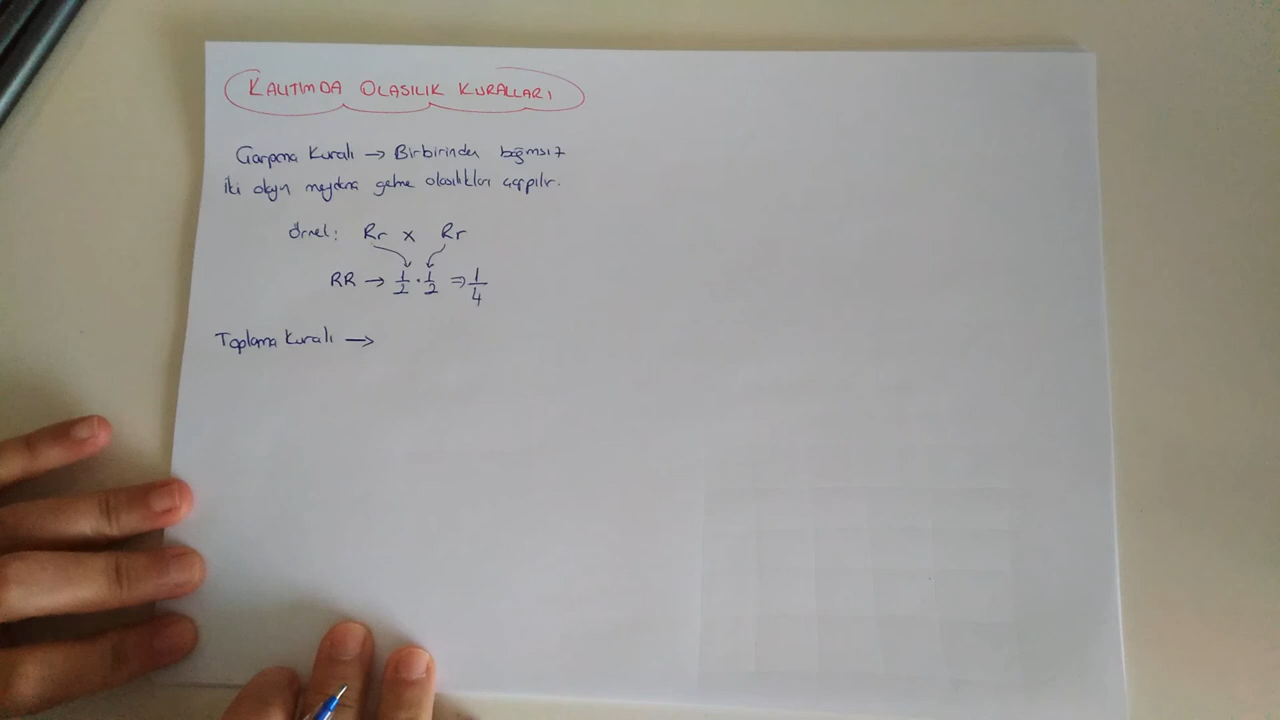 KALITIMDA OLASILIK KURALLARI
Çarpma Kuralı → Birbirinden bağımsız
iki olayın meydana gelme olasılıkları çarpılır.
Örnek: Rr x Rr
RR → 1/2 · 1/2 ⇒ 1/4
Toplama Kuralı →